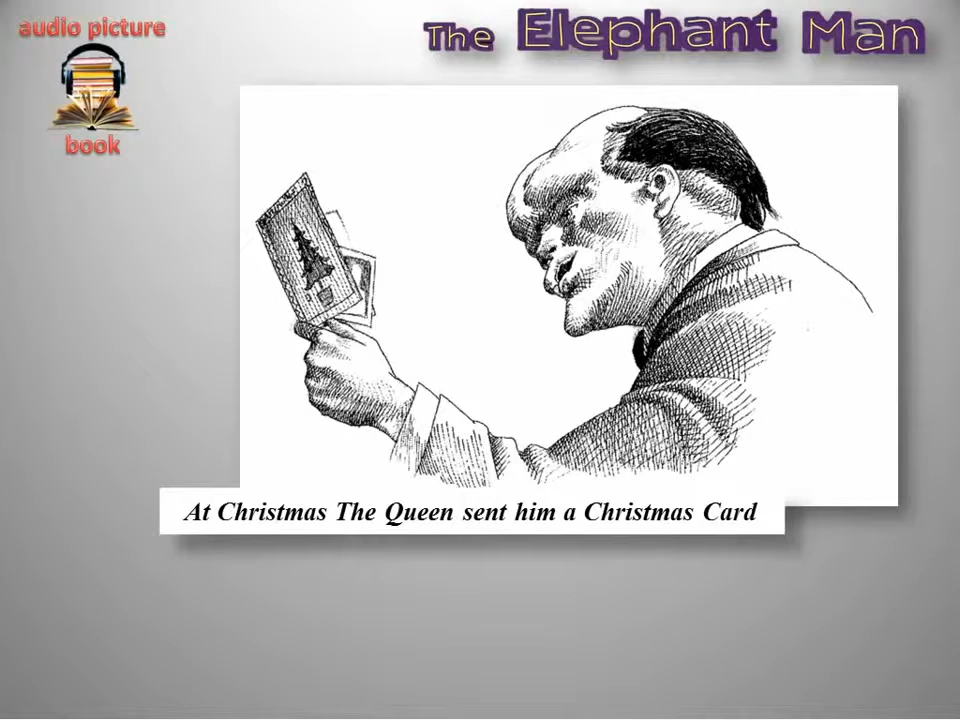 audio picture
book
The Elephant Man
At Christmas The Queen sent him a Christmas Card